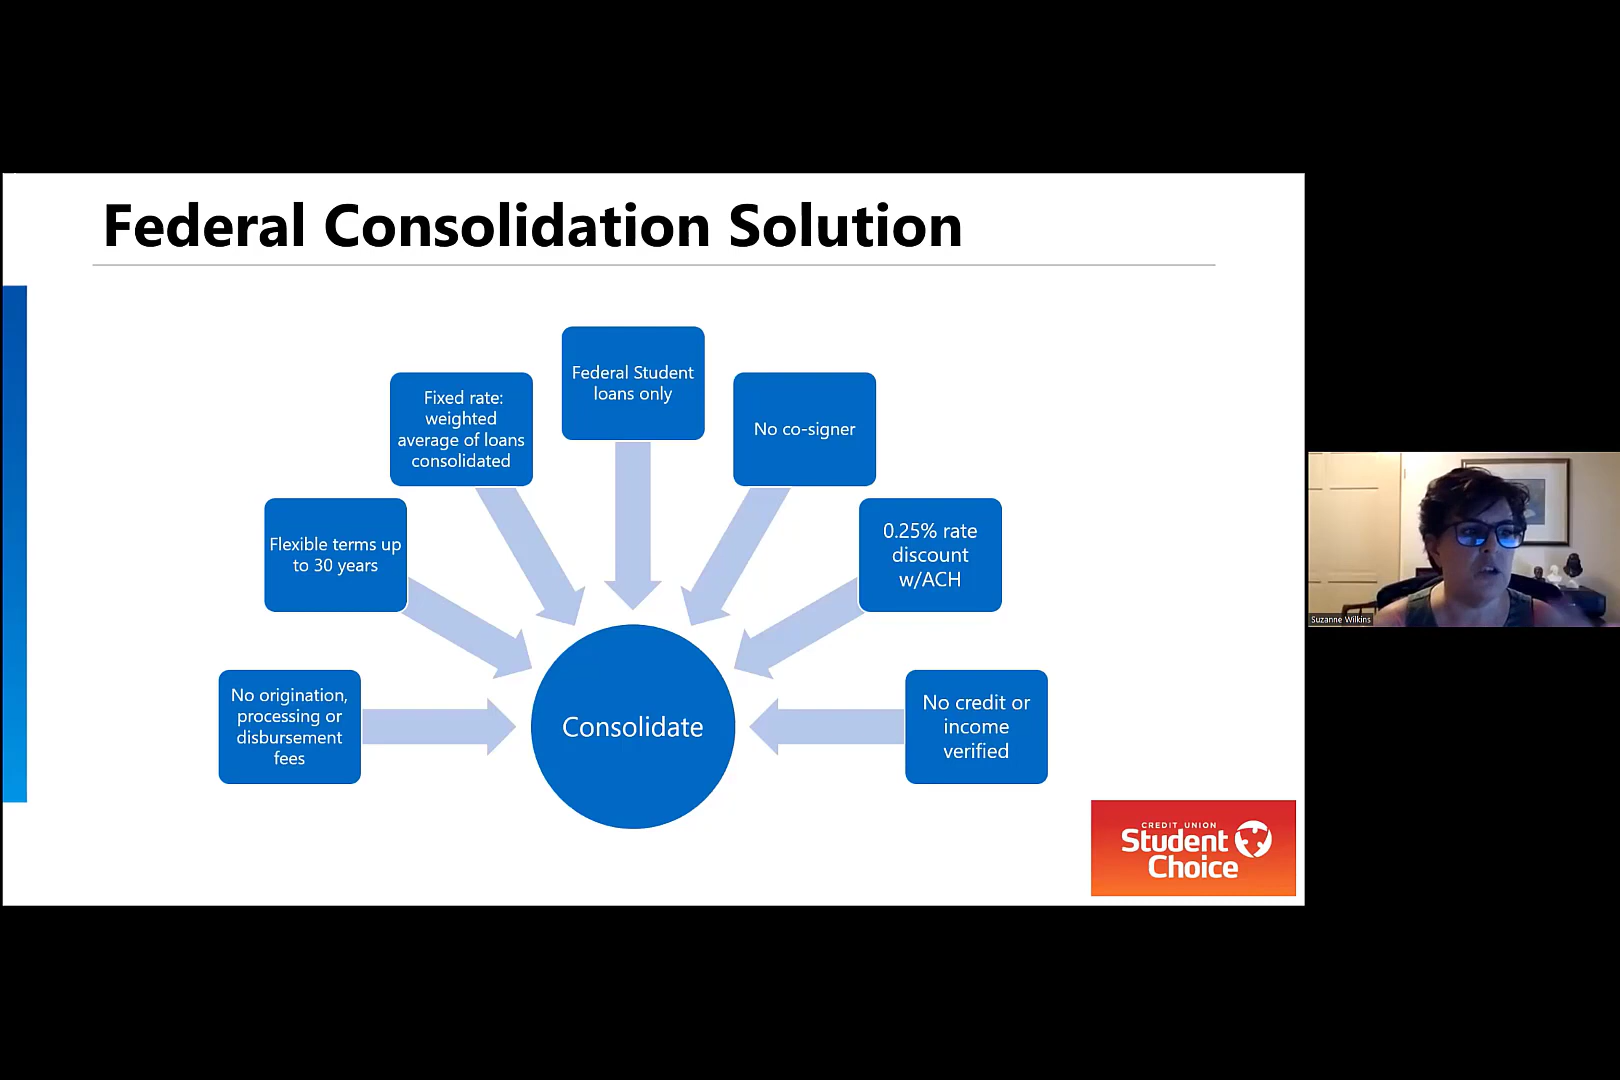 Federal Consolidation Solution
Federal Student
loans only
Fixed rate:
weighted
average of loans
consolidated
No co-signer
Flexible terms up
to 30 years
0.25% rate
discount
w/ACH
No origination,
processing or
disbursement
fees
Consolidate
No credit or
income
verified
CREDIT UNION
Student
Choice
Suzanne Wilkins